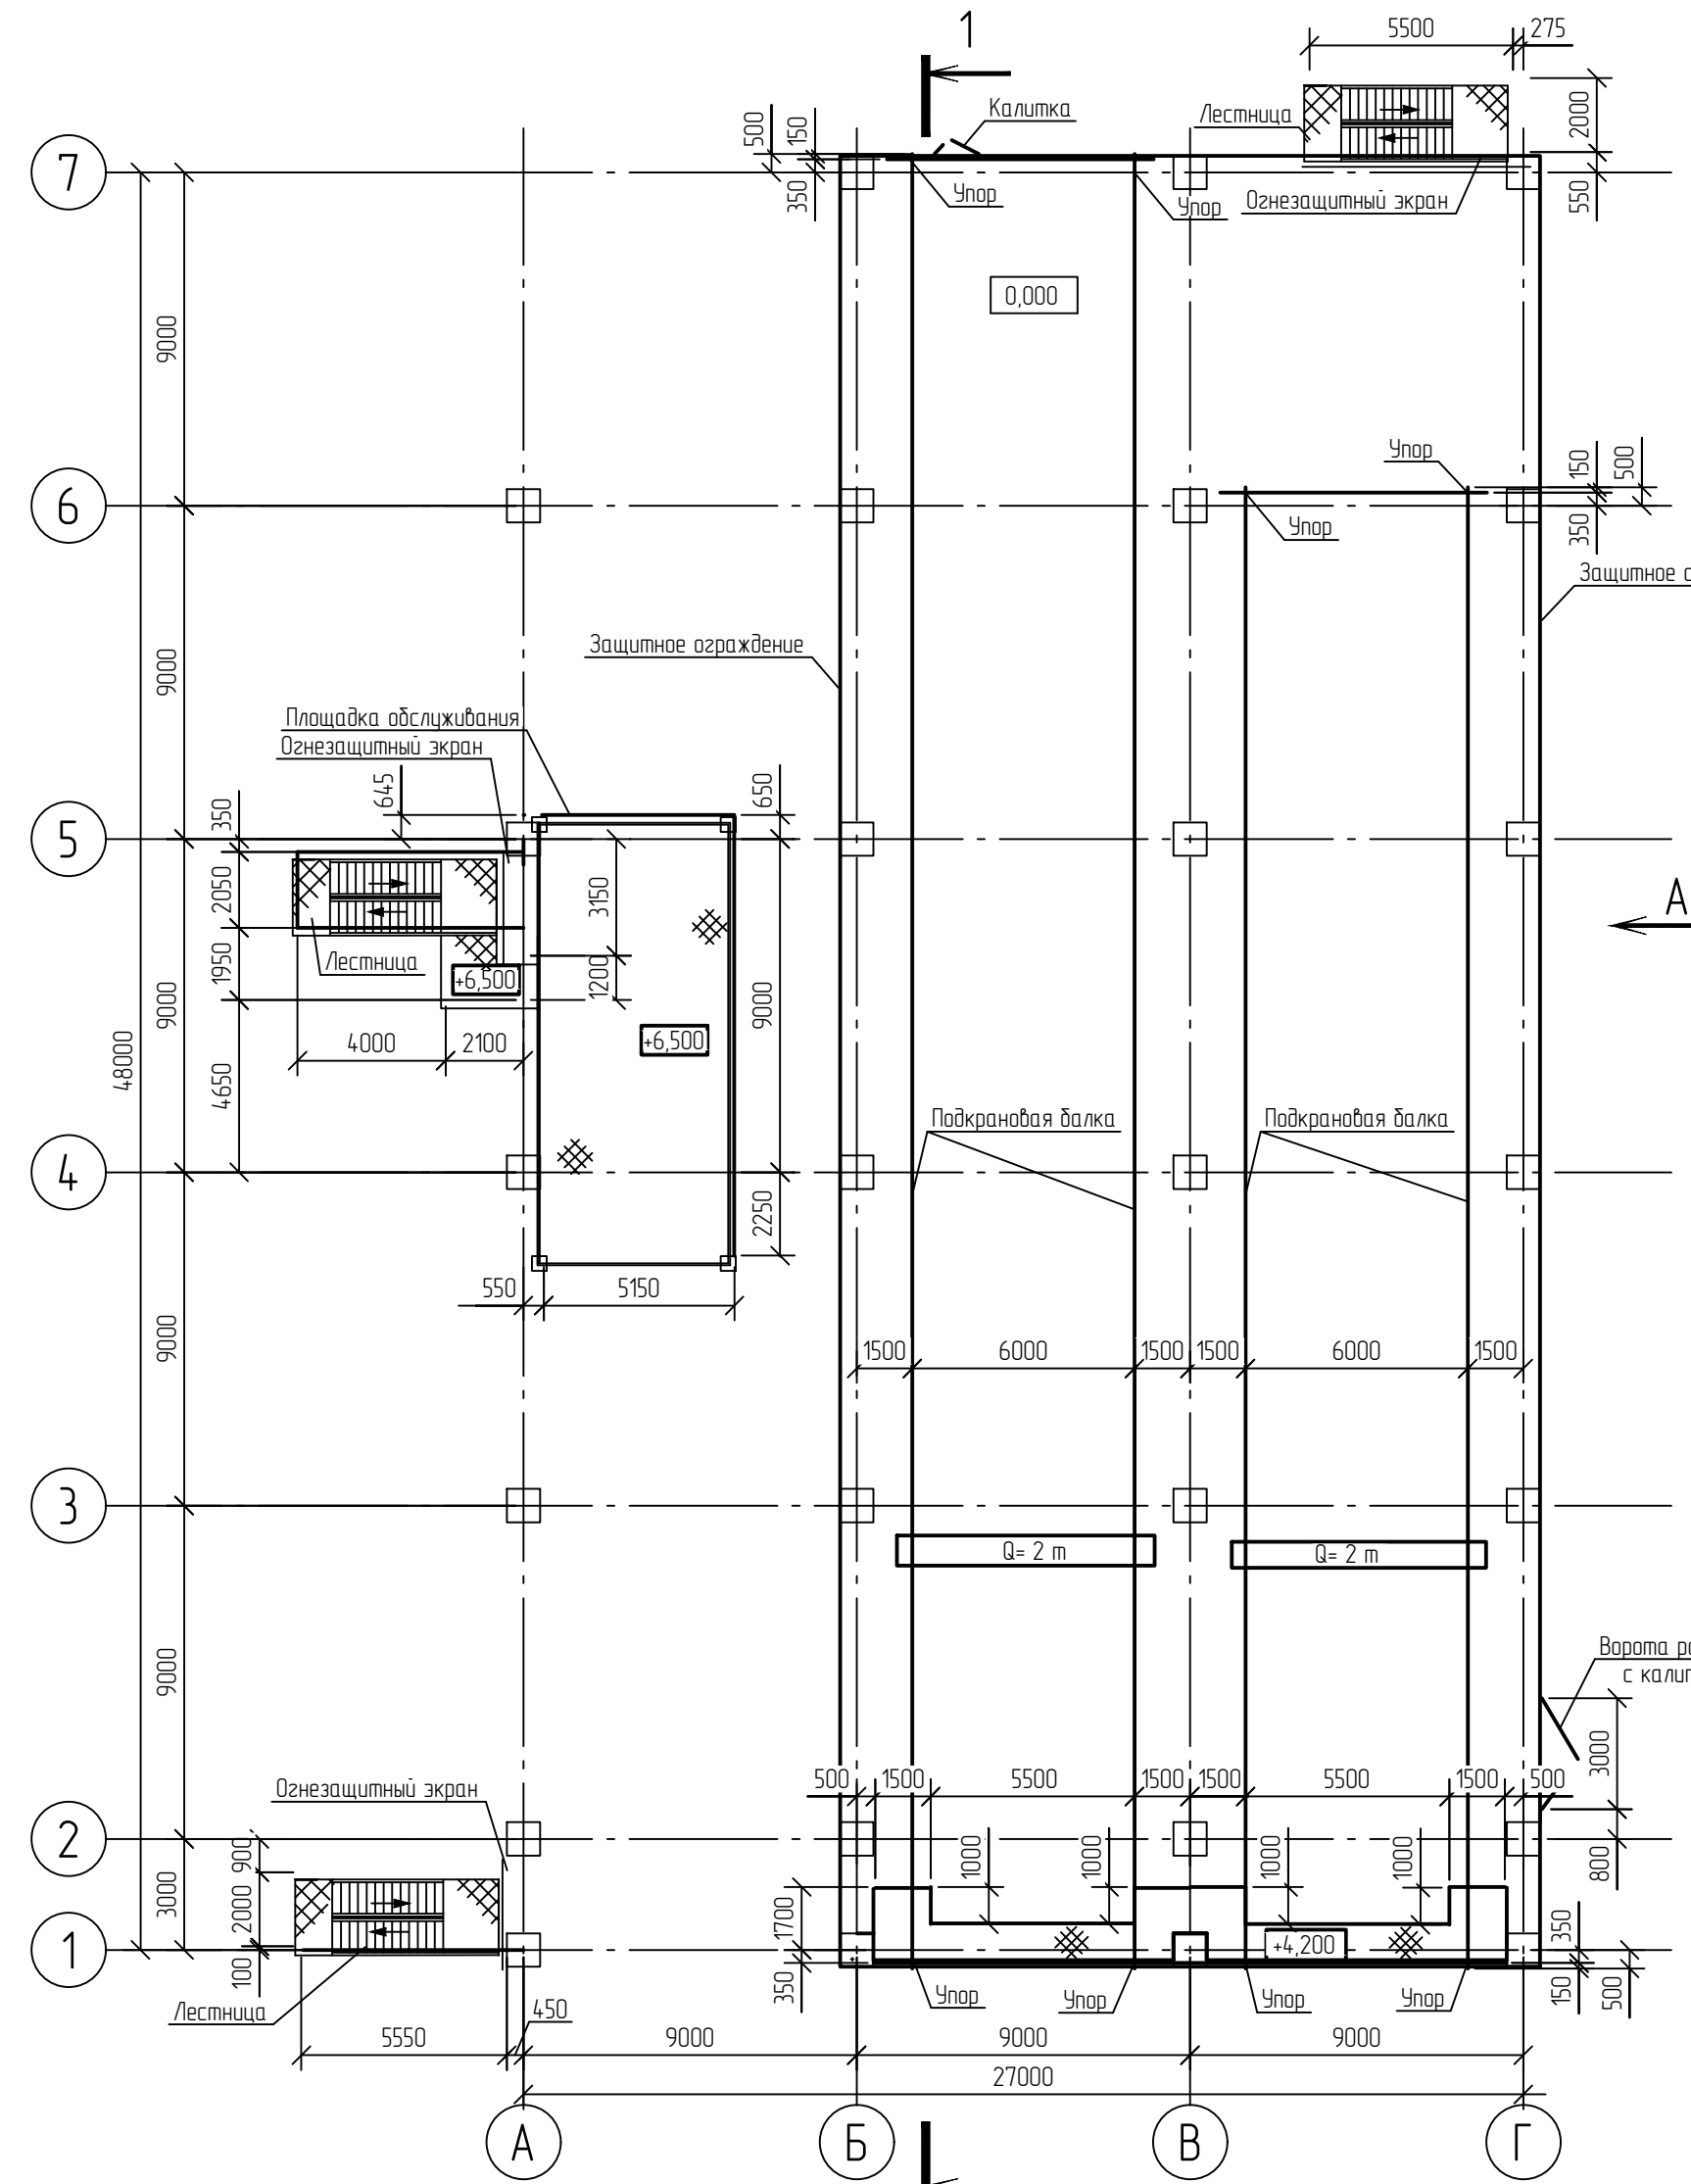 1
5500
275
Калитка
Лестница
2000
500
150
7
350
Упор
Упор
Огнезащитный экран
550
0,000
9000
Упор
150
500
6
Упор
350
Защитное о
Защитное ограждение
9000
Площадка обслуживания
Огнезащитный экран
645
650
350
5
2050
3150
А
1950
Лестница
+6,500
1200
9000
9000
+6,500
4000
2100
48000
4650
Подкрановая балка
Подкрановая балка
4
2250
550
5150
9000
1500
6000
1500
1500
6000
1500
3
Q= 2 т
Q= 2 т
9000
Ворота ра
с калит
3000
500
1500
5500
1500
1500
5500
1500
500
Огнезащитный экран
2
900
1000
1000
1000
1000
800
3000
2000
1700
350
1
+4,200
100
350
150
500
Лестница
450
Упор
Упор
Упор
Упор
5550
9000
9000
9000
27000
А
Б
В
Г